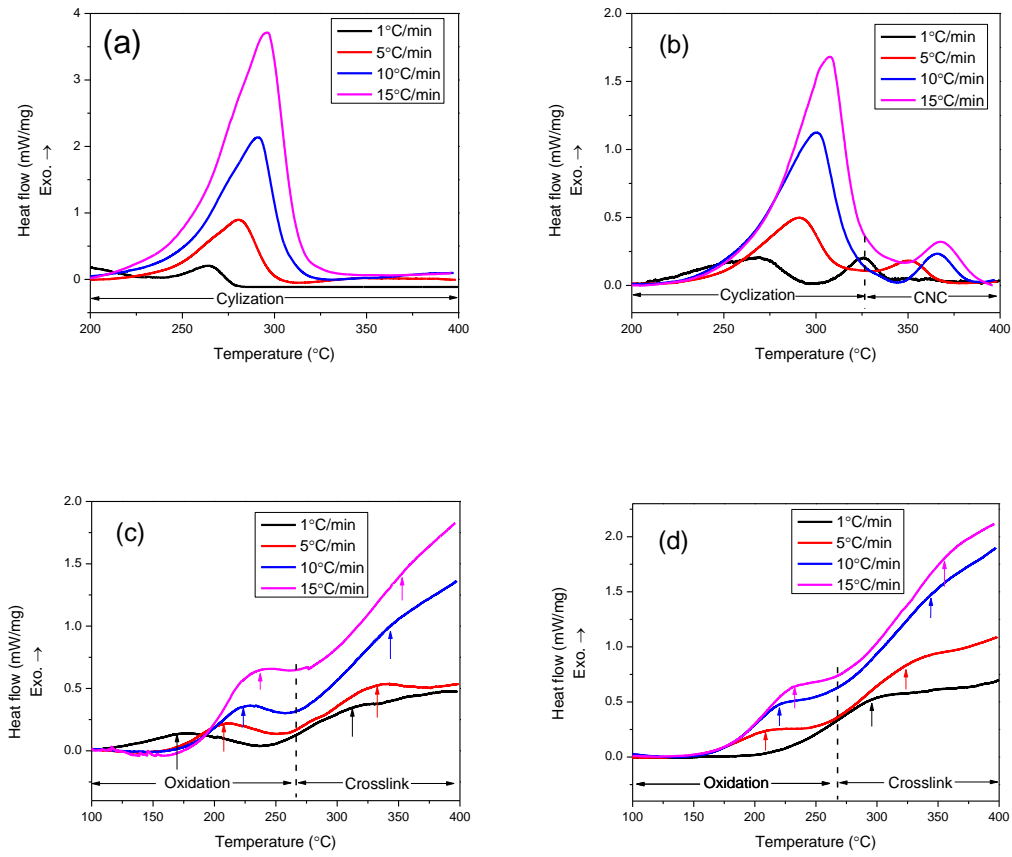 (a)
1°C/min
5°C/min
10°C/min
15°C/min
4
3
2
1
0
Heat flow (mW/mg)
Exo. →
Cylization
200 250 300 350 400
Temperature (°C)
(b)
1°C/min
5°C/min
10°C/min
15°C/min
2.0
1.5
1.0
0.5
0.0
Heat flow (mW/mg)
Exo. →
Cyclization CNC
200 250 300 350 400
Temperature (°C)
(c)
1°C/min
5°C/min
10°C/min
15°C/min
2.0
1.5
1.0
0.5
0.0
Heat flow (mW/mg)
Exo. →
Oxidation Crosslink
100 150 200 250 300 350 400
Temperature (°C)
(d)
1°C/min
5°C/min
10°C/min
15°C/min
2.0
1.5
1.0
0.5
0.0
Heat flow (mW/mg)
Exo. →
Oxidation Crosslink
100 150 200 250 300 350 400
Temperature (°C)